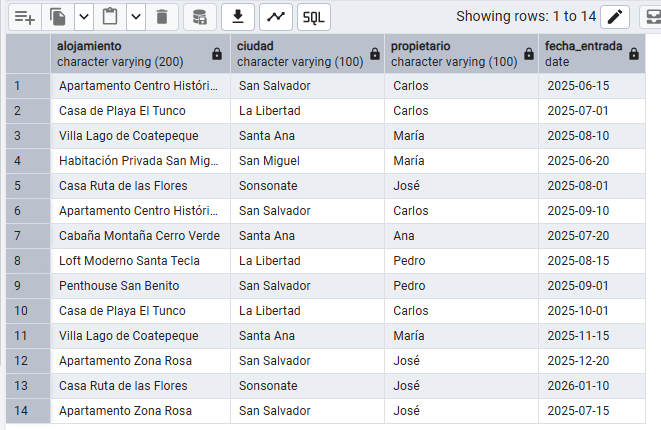 SQL Showing rows: 1 to 14
alojamiento ciudad propietario fecha_entrada
character varying (200) character varying (100) character varying (100) date
1 Apartamento Centro Históri... San Salvador Carlos 2025-06-15
2 Casa de Playa El Tunco La Libertad Carlos 2025-07-01
3 Villa Lago de Coatepeque Santa Ana María 2025-08-10
4 Habitación Privada San Mig... San Miguel María 2025-06-20
5 Casa Ruta de las Flores Sonsonate José 2025-08-01
6 Apartamento Centro Históri... San Salvador Carlos 2025-09-10
7 Cabaña Montaña Cerro Verde Santa Ana Ana 2025-07-20
8 Loft Moderno Santa Tecla La Libertad Pedro 2025-08-15
9 Penthouse San Benito San Salvador Pedro 2025-09-01
10 Casa de Playa El Tunco La Libertad Carlos 2025-10-01
11 Villa Lago de Coatepeque Santa Ana María 2025-11-15
12 Apartamento Zona Rosa San Salvador José 2025-12-20
13 Casa Ruta de las Flores Sonsonate José 2026-01-10
14 Apartamento Zona Rosa San Salvador José 2025-07-15